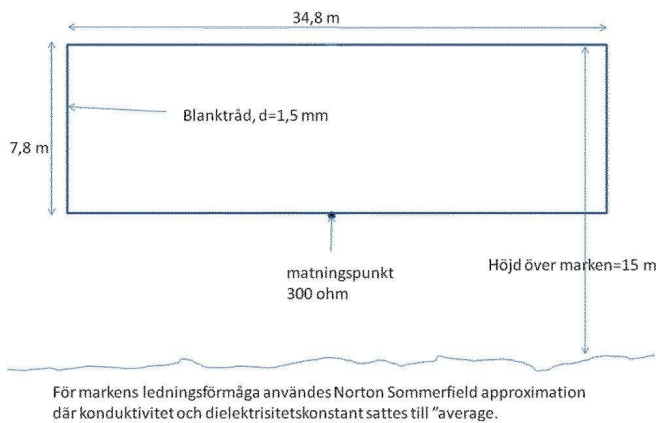 34,8 m
Blanktråd, d=1,5 mm
7,8 m
matningspunkt
300 ohm
Höjd över marken=15 m
För markens ledningsförmåga användes Norton Sommerfield approximation
där konduktivitet och dielektrisitetskonstant sattes till ”average.